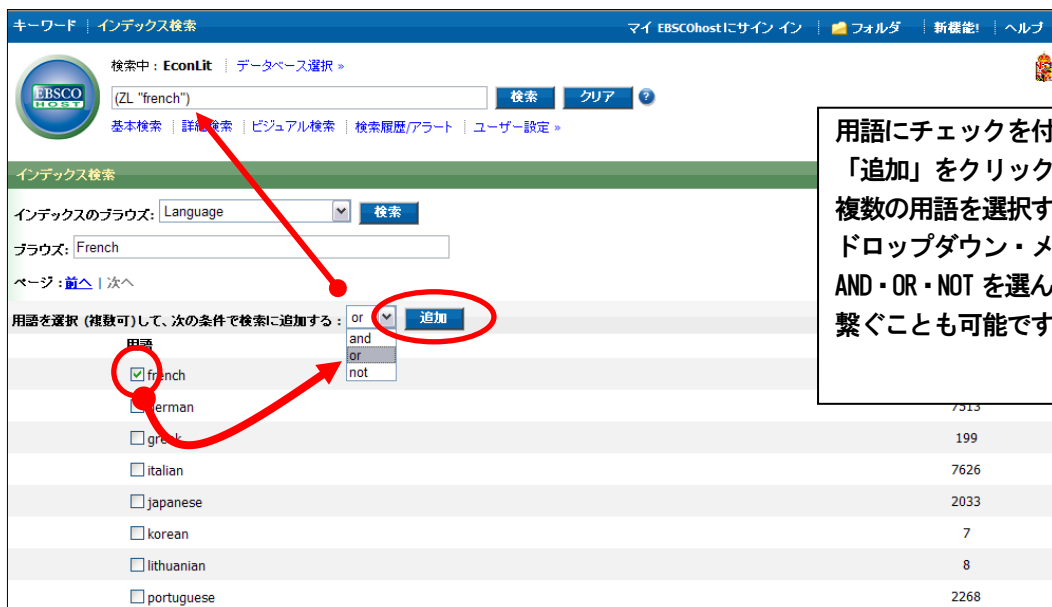 キーワード インデックス検索 マイ EBSCOhostにサイン イン フォルダ 新機能! ヘルプ
EBSCO
HOST
検索中 : EconLit データベース選択 »
(ZL "french") 検索 クリア ?
基本検索 詳細検索 ビジュアル検索 検索履歴/アラート ユーザー設定 »
インデックス検索
インデックスのブラウズ: Language 検索
ブラウズ: French
ページ : 前へ | 次へ
用語を選択 (複数可)して、次の条件で検索に追加する : or 追加
and
or
not
用語
french
german 7513
greek 199
italian 7626
japanese 2033
korean 7
lithuanian 8
portuguese 2268
用語にチェックを付
「追加」をクリック
複数の用語を選択す
ドロップダウン・メ
AND・OR・NOT を選ん
繋ぐことも可能です